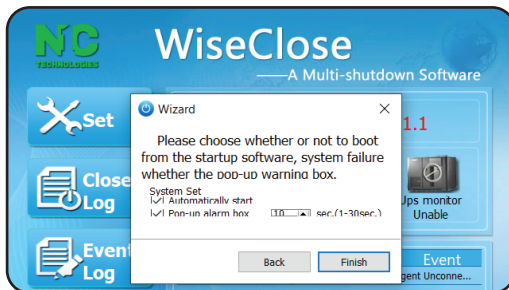 NC
TECHNOLOGIES
WiseClose
——A Multi-shutdown Software
Set
Close
Log
Event
Log
Wizard
Please choose whether or not to boot
from the startup software, system failure
whether the pop-up warning box.
System Set
Automatically start
Pop-up alarm box 10 sec.(1-30sec.)
Back
Finish
1.1
Ups monitor
Unable
Event
gent Unconne...